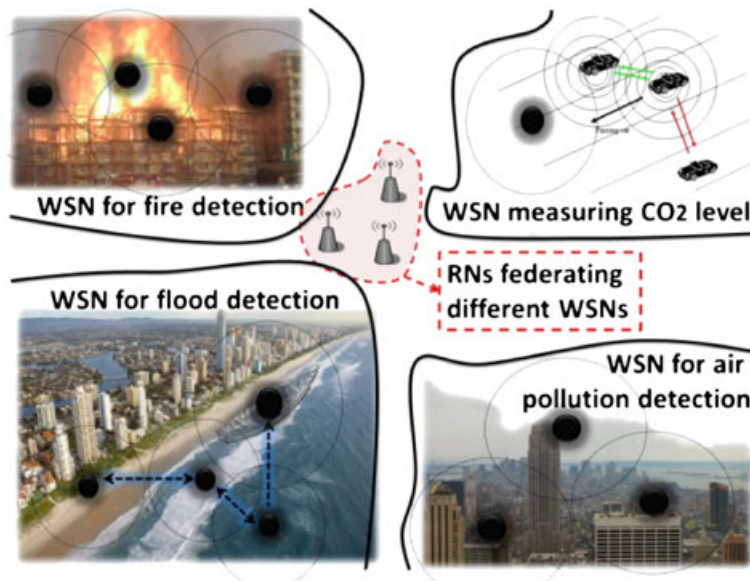 WSN for fire detection
WSN measuring CO2 level
RNs federating
different WSNs
WSN for flood detection
WSN for air
pollution detection